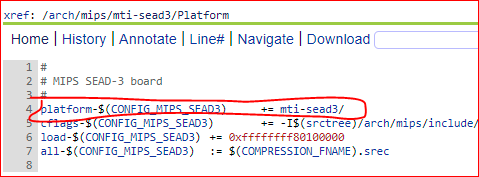 xref: /arch/mips/mti-sead3/Platform
Home | History | Annotate | Line# | Navigate | Download
1 #
2 # MIPS SEAD-3 board
3 #
4 platform-$(CONFIG_MIPS_SEAD3) += mti-sead3/
5 cflags-$(CONFIG_MIPS_SEAD3) += -I$(srctree)/arch/mips/include/
6 load-$(CONFIG_MIPS_SEAD3) += 0xffffffff80100000
7 all-$(CONFIG_MIPS_SEAD3) := $(COMPRESSION_FNAME).srec
8